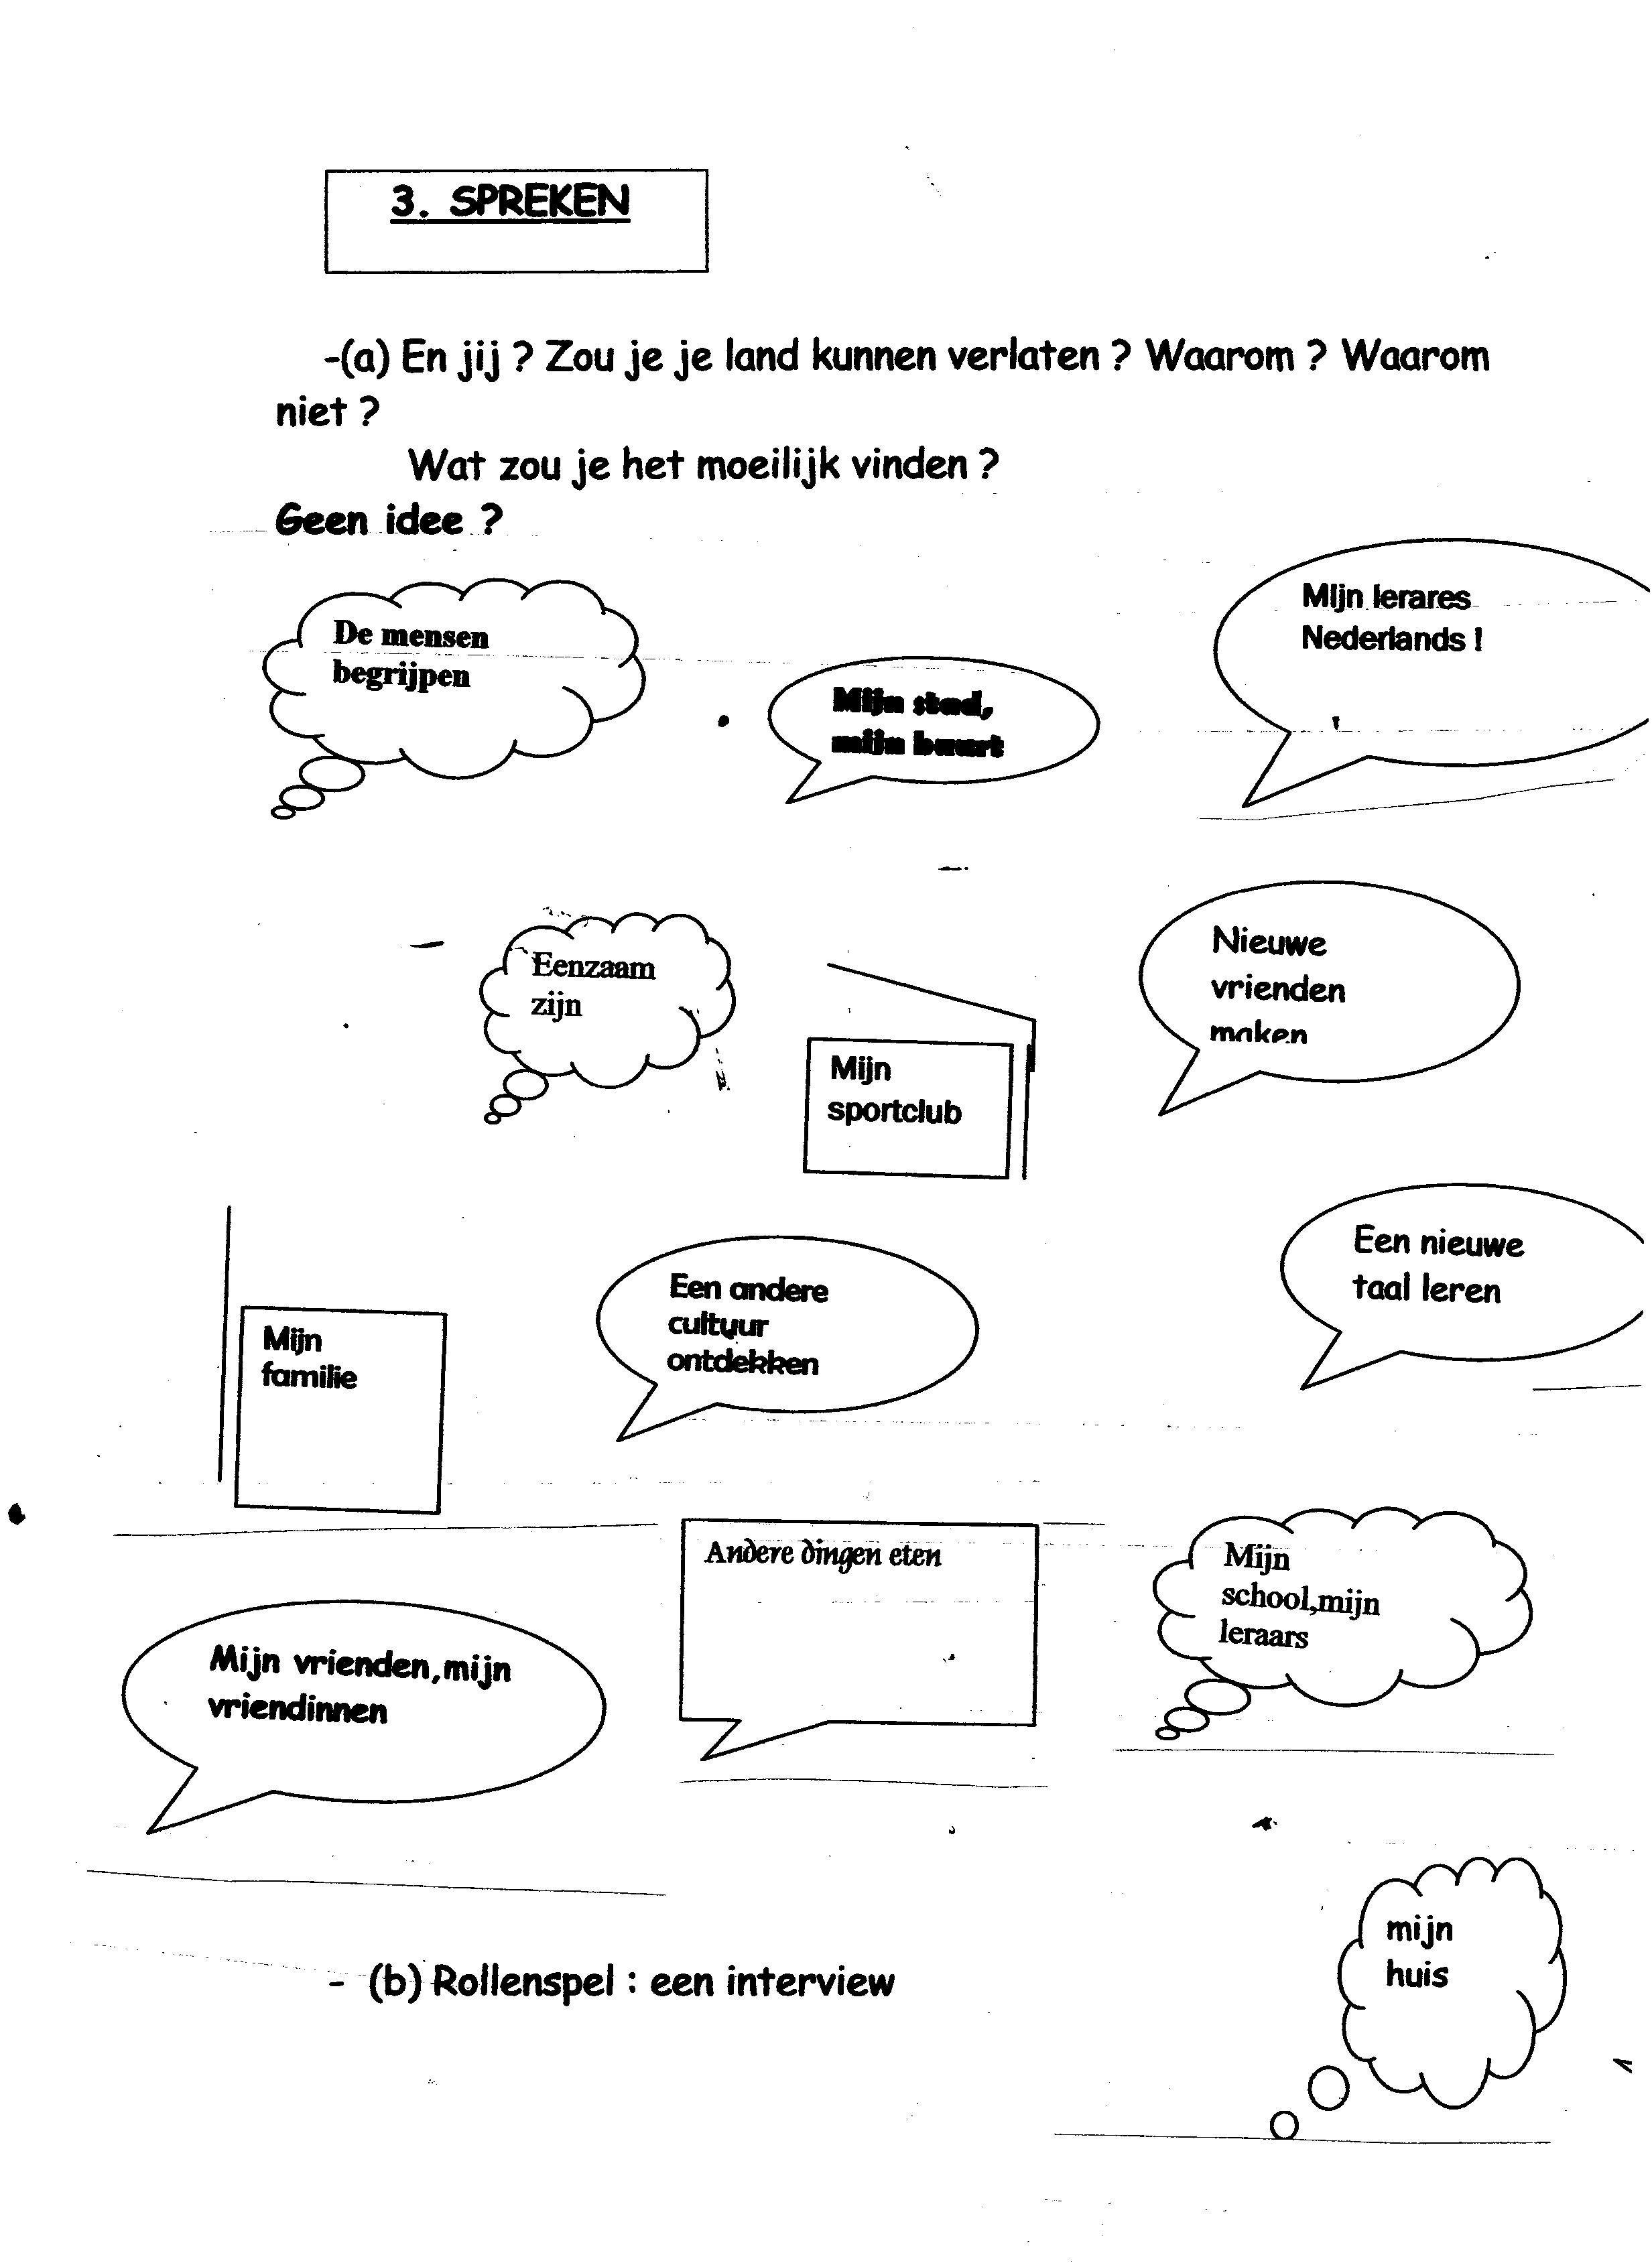 3. SPREKEN
-(a) En jij ? Zou je je land kunnen verlaten ? Waarom ? Waarom
niet ?
Wat zou je het moeilijk vinden ?
Geen idee ?
De mensen
begrijpen
Mijn stad,
mijn buurt
Mijn lerares
Nederlands !
Eenzaam
zijn
Mijn
sportclub
Nieuwe
vrienden
maken
Mijn
familie
Een andere
cultuur
ontdekken
Een nieuwe
taal leren
Mijn vrienden,mijn
vriendinnen
Andere dingen eten
Mijn
school,mijn
leraars
mijn
huis
- (b) Rollenspel : een interview